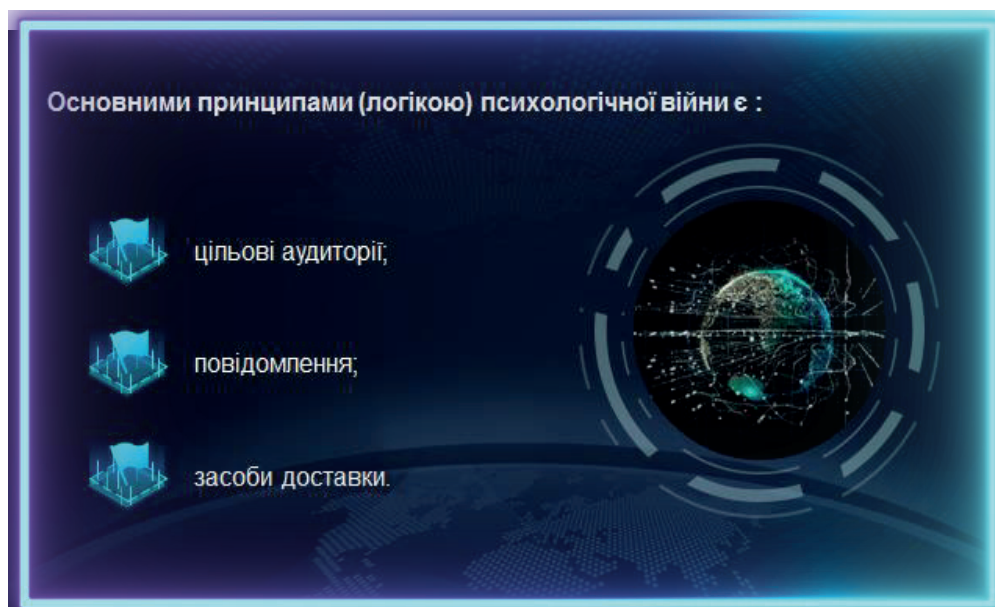 Основними принципами (логікою) психологічної війни є :
цільові аудиторії;
повідомлення;
засоби доставки.